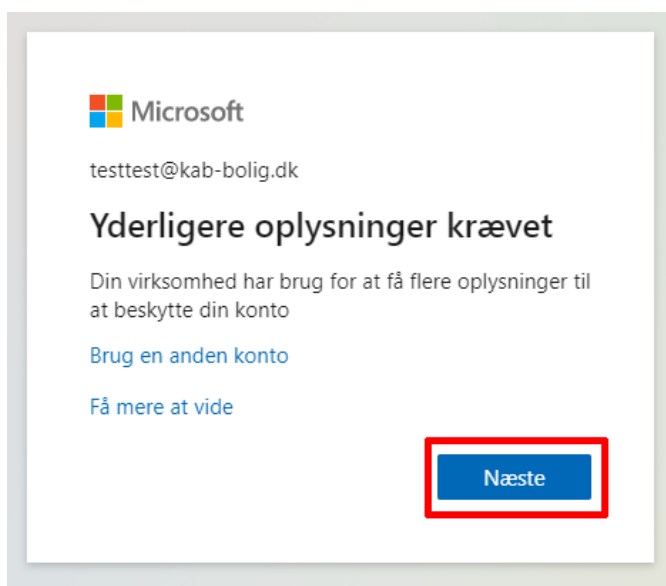 Microsoft
testtest@kab-bolig.dk
Yderligere oplysninger krævet
Din virksomhed har brug for at få flere oplysninger til
at beskytte din konto
Brug en anden konto
Få mere at vide
Næste